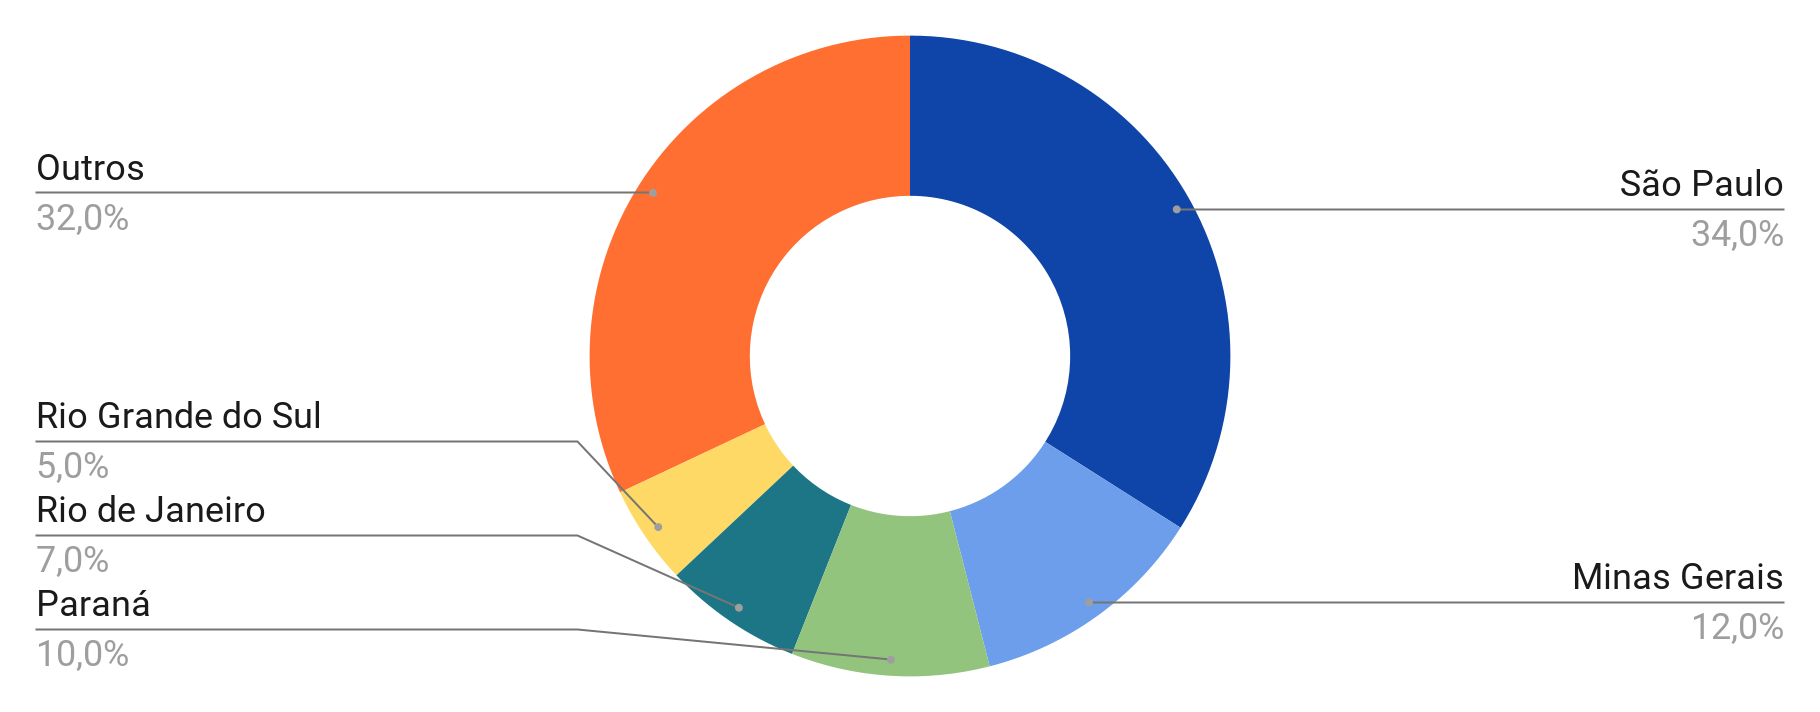 Outros
32,0%
São Paulo
34,0%
Rio Grande do Sul
5,0%
Rio de Janeiro
7,0%
Paraná
10,0%
Minas Gerais
12,0%